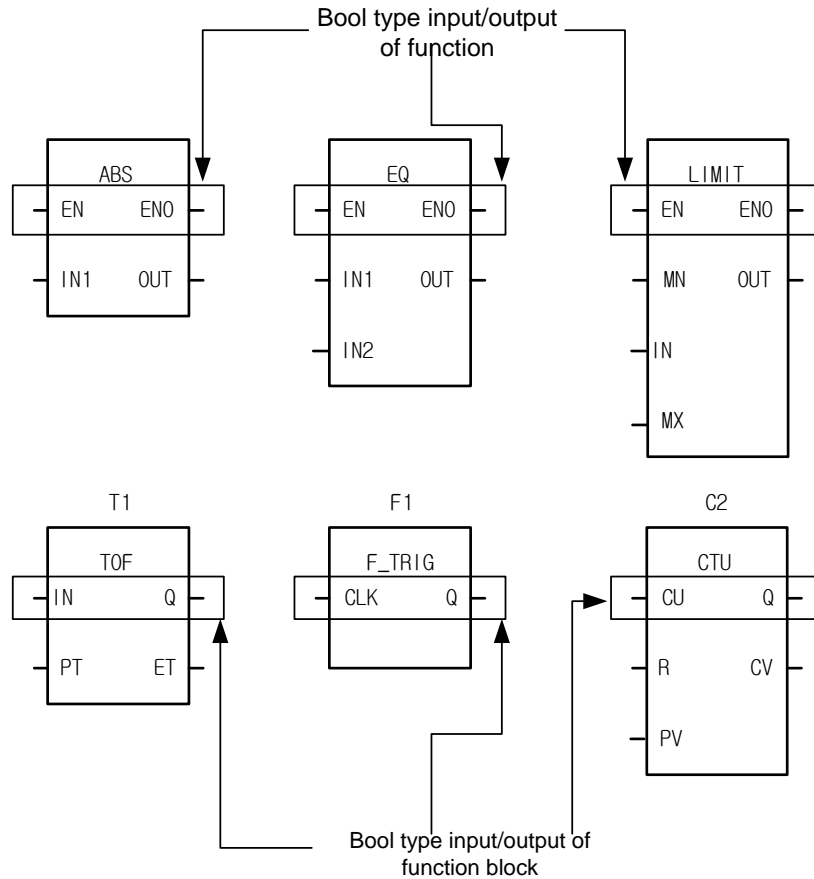 Bool type input/output
of function
ABS
EN ENO
IN1 OUT
EQ
EN ENO
IN1 OUT
IN2
LIMIT
EN ENO
MN OUT
IN
MX
T1
TOF
IN Q
PT ET
F1
F_TRIG
CLK Q
C2
CTU
CU Q
R CV
PV
Bool type input/output of
function block